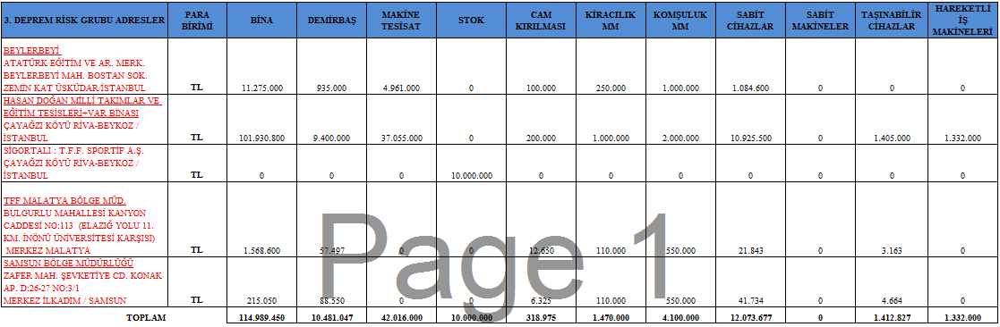 3. DEPREM RİSK GRUBU ADRESLER PARA BİRİMİ BİNA DEMİRBAŞ MAKİNE TESİSAT STOK CAM KIRILMASI KİRACILIK MM KOMŞULUK MM SABİT CİHAZLAR SABİT MAKİNELER TAŞINABİLİR CİHAZLAR HAREKETLİ İŞ MAKİNELERİ
BEYLERBEYİ
ATATÜRK EĞİTİM VE AR. MERK.
BEYLERBEYİ MAH. BOSTAN SOK.
ZEMİN KAT ÜSKÜDAR/İSTANBUL TL 11.275.000 935.000 4.961.000 0 100.000 250.000 1.000.000 1.084.600 0 0 0
HASAN DOĞAN MİLLİ TAKIMLAR VE
EĞİTİM TESİSLERİ+VAR BİNASI
ÇAYAĞZI KÖYÜ RİVA-BEYKOZ /
İSTANBUL TL 101.930.800 9.400.000 37.055.000 0 200.000 1.000.000 2.000.000 10.925.500 0 1.405.000 1.332.000
SİGORTALI : T.F.F. SPORTİF A.Ş.
ÇAYAĞZI KÖYÜ RİVA-BEYKOZ /
İSTANBUL TL 0 0 0 10.000.000 0 0 0 0 0 0 0
TFF MALATYA BÖLGE MÜD.
BULGURLU MAHALLESİ KANYON
CADDESİ NO:113 (ELAZIĞ YOLU 11.
KM. İNÖNÜ ÜNİVERSİTESİ KARŞISI)
MERKEZ MALATYA TL 1.568.600 57.497 0 0 12.650 110.000 550.000 21.843 0 3.163 0
SAMSUN BÖLGE MÜDÜRLÜĞÜ
ZAFER MAH. ŞEVKETİYE CD. KONAK
AP. D:26-27 NO:3/1
MERKEZ İLKADIM / SAMSUN TL 215.050 88.550 0 0 6.325 110.000 550.000 41.734 0 4.664 0
TOPLAM 114.989.450 10.481.047 42.016.000 10.000.000 318.975 1.470.000 4.100.000 12.073.677 0 1.412.827 1.332.000
Page 1